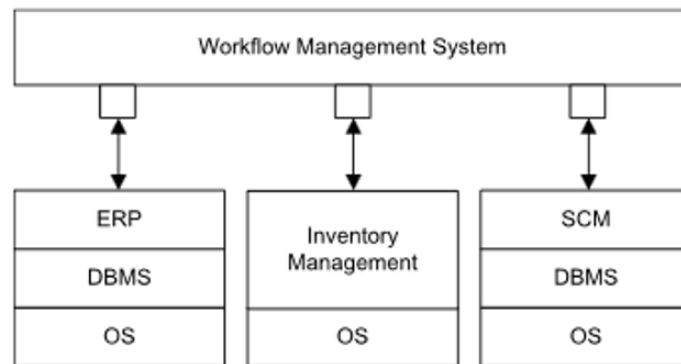 Workflow Management System
ERP
DBMS
OS
Inventory
Management
OS
SCM
DBMS
OS